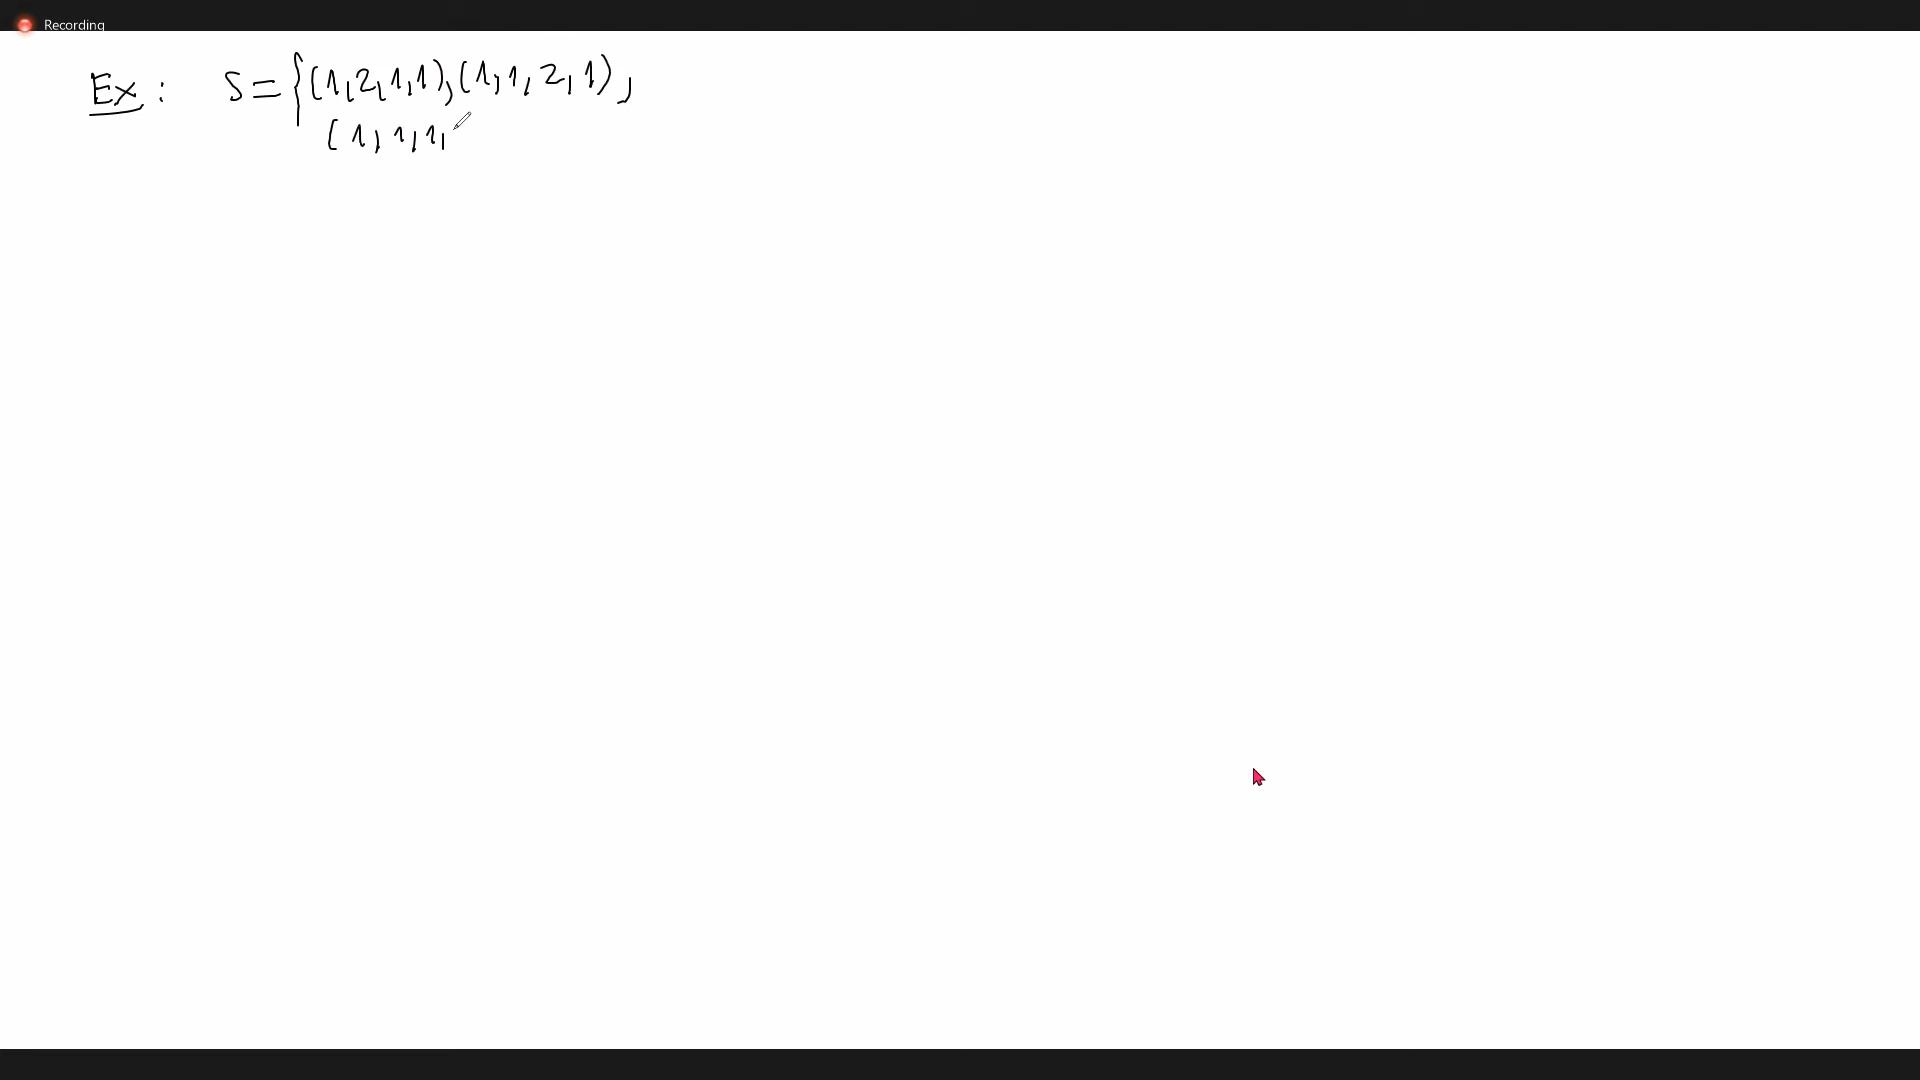 Recording
Ex : S = {(1,2,1,1),(1,1,2,1),
(1,1,1,